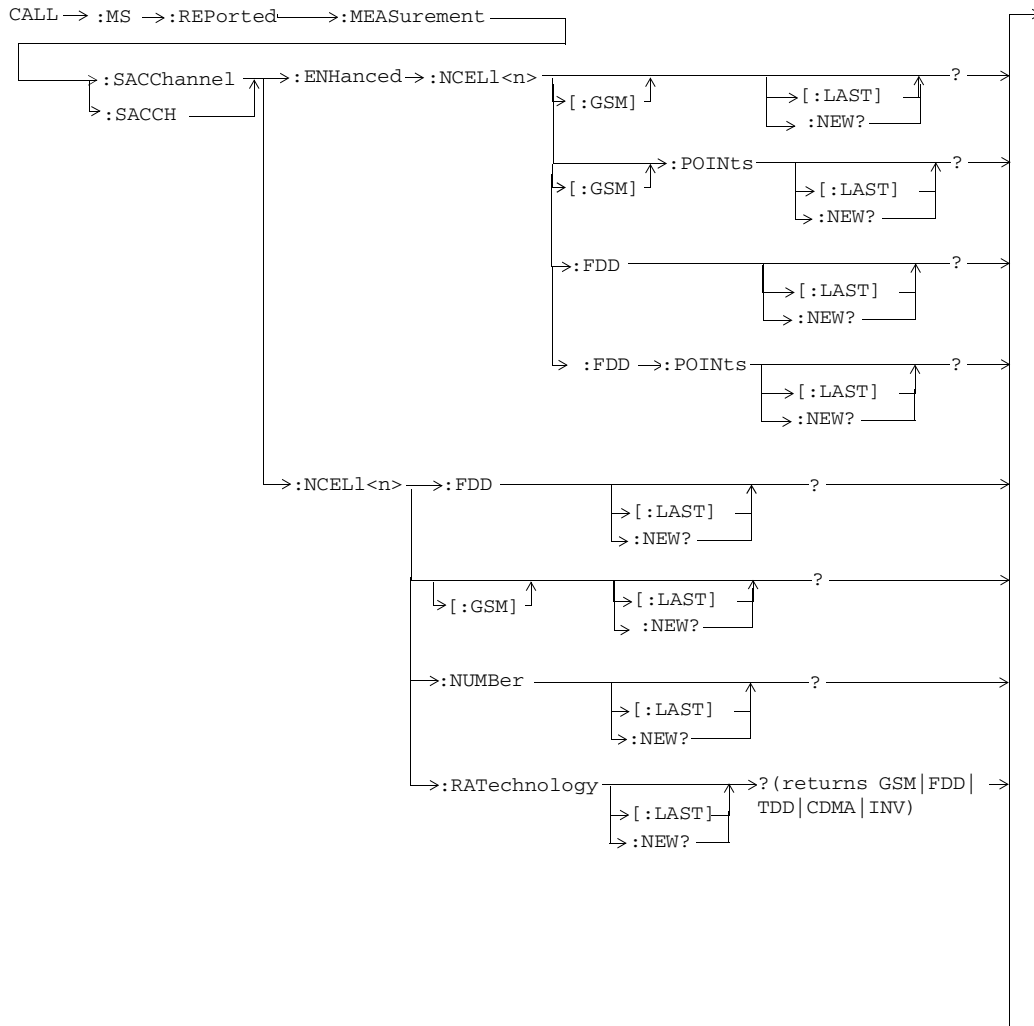 CALL :MS :REPorted :MEASurement
:SACChannel :ENHanced :NCELl<n> ?
[:GSM] [:LAST]
:SACCH :NEW?
:POINts ?
[:GSM] [:LAST]
:NEW?
:FDD ?
[:LAST]
:NEW?
:FDD :POINts ?
[:LAST]
:NEW?
:NCELl<n> :FDD ?
[:LAST]
:NEW?
?
[:GSM] [:LAST]
:NEW?
:NUMBer ?
[:LAST]
:NEW?
:RATechnology ?(returns GSM|FDD|
[:LAST] TDD|CDMA|INV)
:NEW?